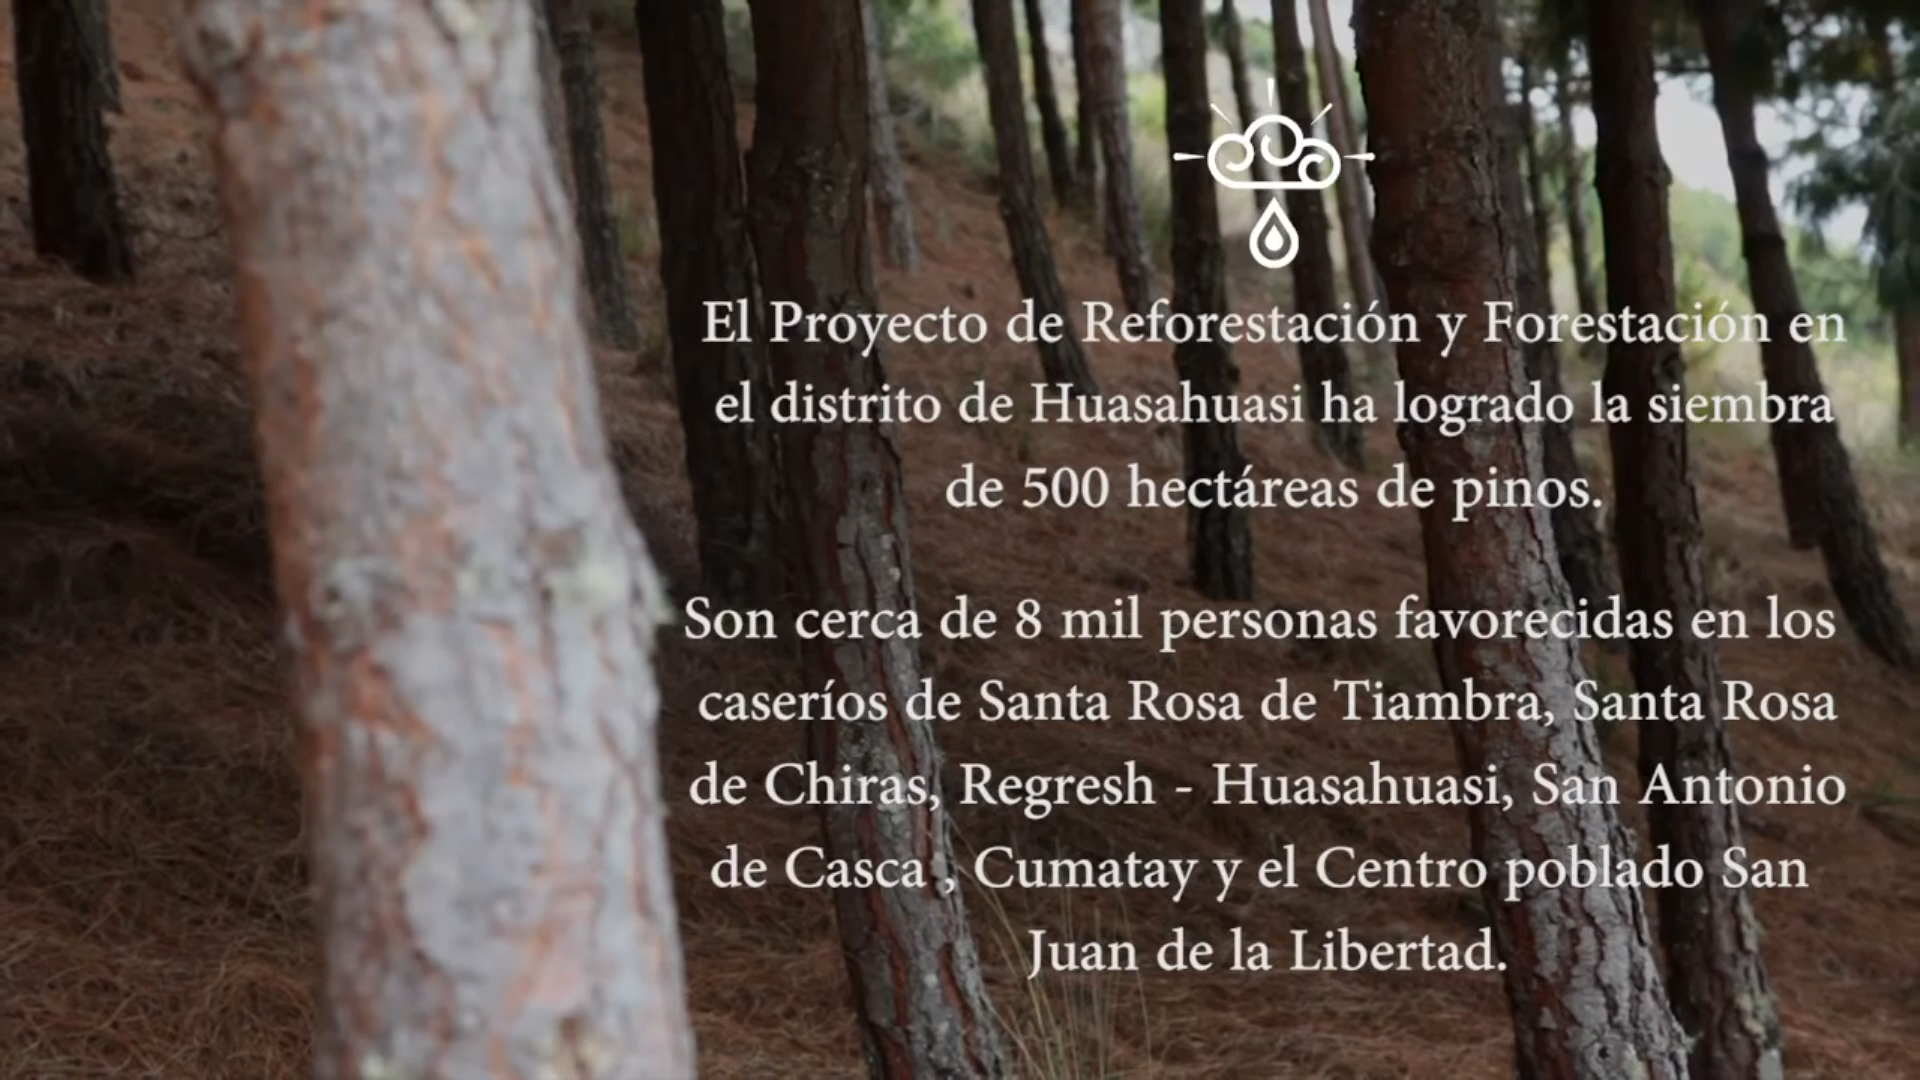 El Proyecto de Reforestación y Forestación en
el distrito de Huasahuasi ha logrado la siembra
de 500 hectáreas de pinos.
Son cerca de 8 mil personas favorecidas en los
caseríos de Santa Rosa de Tiambra, Santa Rosa
de Chiras, Regresh - Huasahuasi, San Antonio
de Casca , Cumatay y el Centro poblado San
Juan de la Libertad.